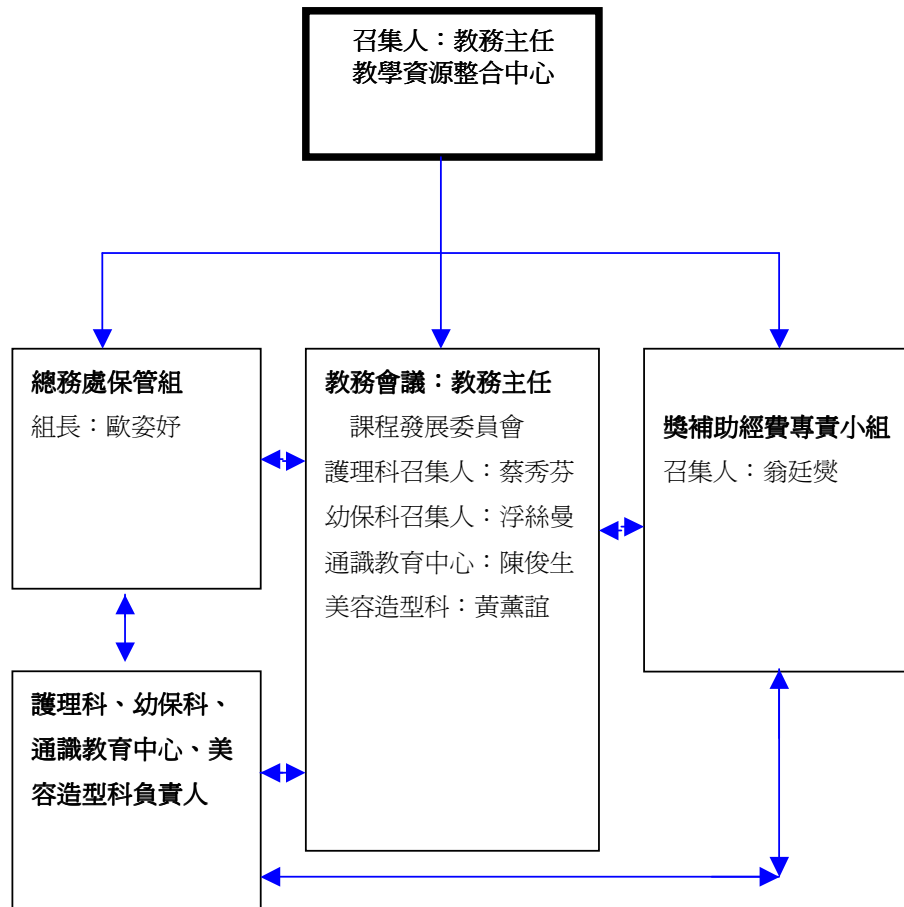 召集人：教務主任
教學資源整合中心
總務處保管組
組長：歐姿妤
教務會議：教務主任
課程發展委員會
護理科召集人：蔡秀芬
幼保科召集人：浮絲曼
通識教育中心：陳俊生
美容造型科：黃薰誼
獎補助經費專責小組
召集人：翁廷燮
護理科、幼保科、
通識教育中心、美
容造型科負責人